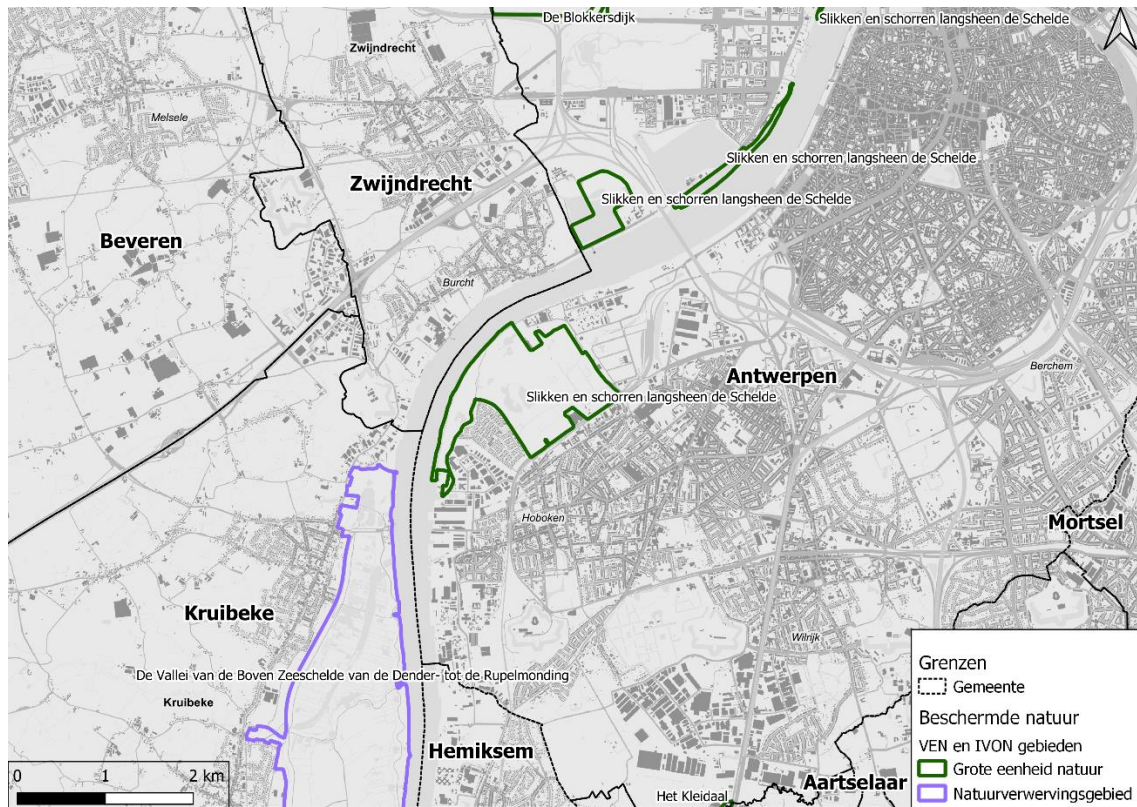 De Blokkersdijk
Slikken en schorren langsheen de Schelde
Zwijndrecht
Melsele
Slikken en schorren langsheen de Schelde
Zwijndrecht
Slikken en schorren langsheen de Schelde
Beveren
Burcht
Antwerpen
Berchem
Slikken en schorren langsheen de Schelde
Hoboken
Mortsel
Kruibeke
Wilrijk
De Vallei van de Boven Zeeschelde van de Dender- tot de Rupelmonding
Kruibeke
Hemiksem
Aartselaar
Het Kleidaal
0 1 2 km
Grenzen
Gemeente
Beschermde natuur
VEN en IVON gebieden
Grote eenheid natuur
Natuurverwervingsgebied